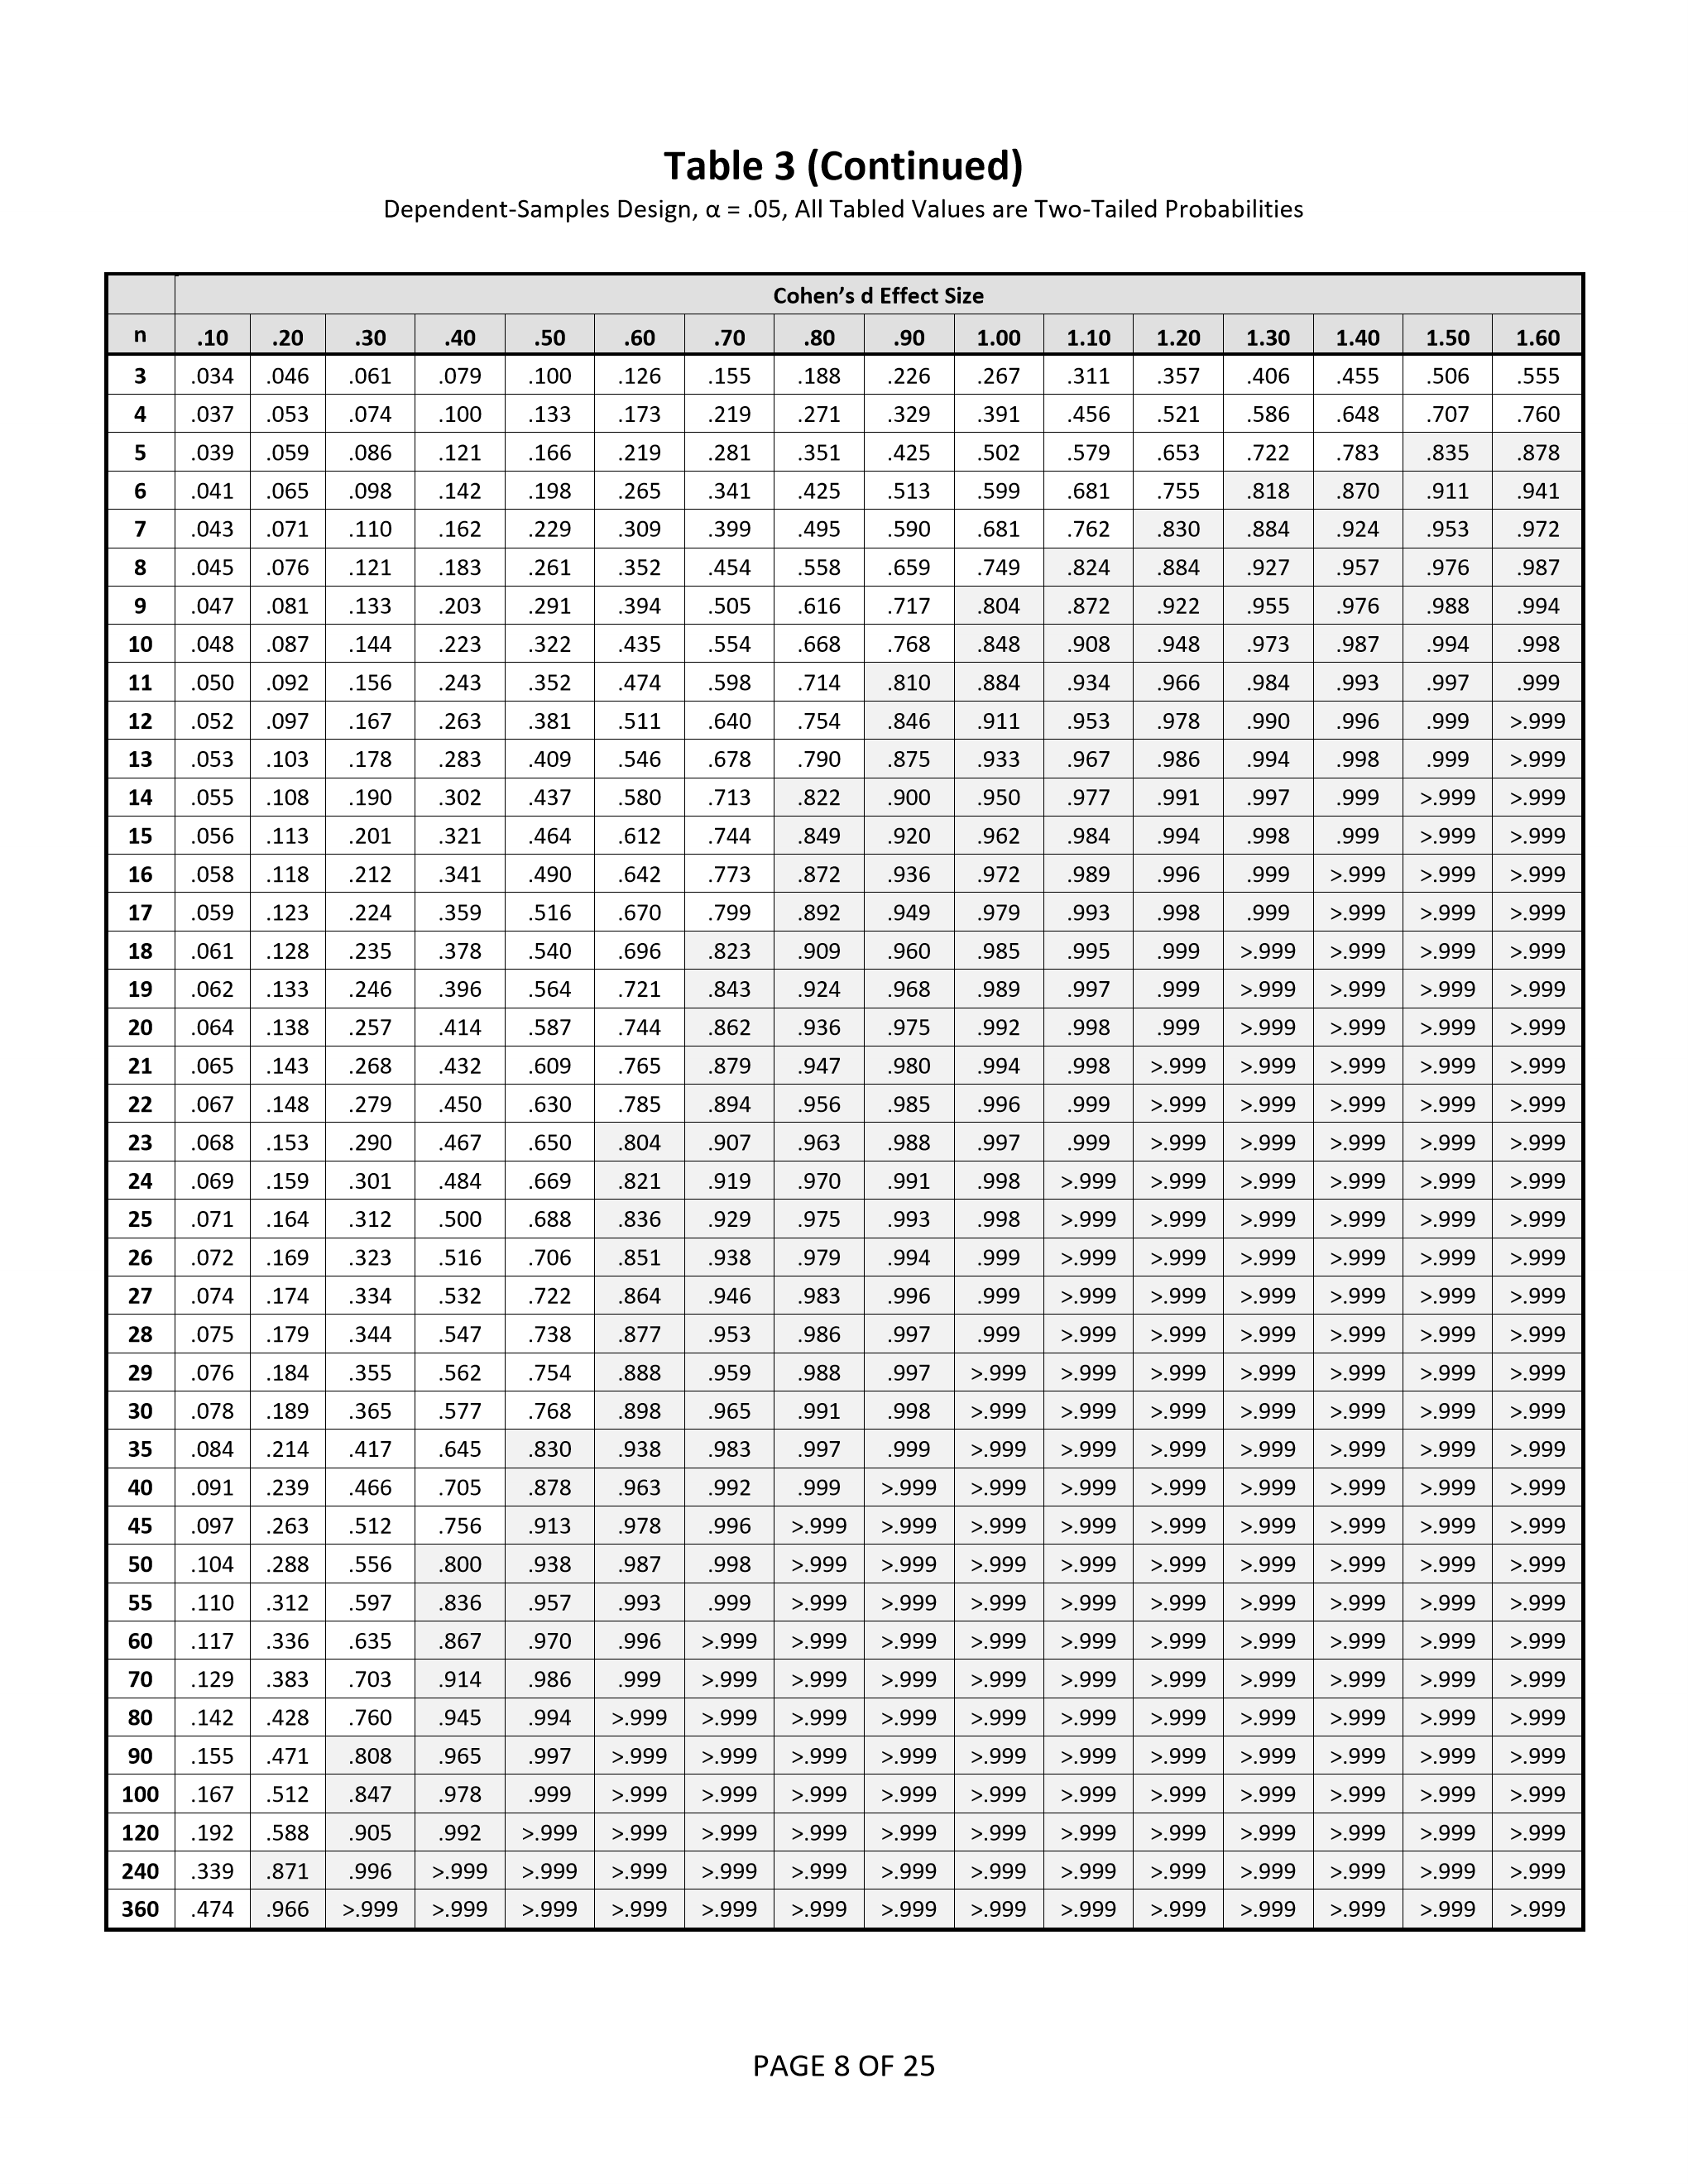 Table 3 (Continued)
Dependent-Samples Design, α = .05, All Tabled Values are Two-Tailed Probabilities
Cohen’s d Effect Size
n .10 .20 .30 .40 .50 .60 .70 .80 .90 1.00 1.10 1.20 1.30 1.40 1.50 1.60
3 .034 .046 .061 .079 .100 .126 .155 .188 .226 .267 .311 .357 .406 .455 .506 .555
4 .037 .053 .074 .100 .133 .173 .219 .271 .329 .391 .456 .521 .586 .648 .707 .760
5 .039 .059 .086 .121 .166 .219 .281 .351 .425 .502 .579 .653 .722 .783 .835 .878
6 .041 .065 .098 .142 .198 .265 .341 .425 .513 .599 .681 .755 .818 .870 .911 .941
7 .043 .071 .110 .162 .229 .309 .399 .495 .590 .681 .762 .830 .884 .924 .953 .972
8 .045 .076 .121 .183 .261 .352 .454 .558 .659 .749 .824 .884 .927 .957 .976 .987
9 .047 .081 .133 .203 .291 .394 .505 .616 .717 .804 .872 .922 .955 .976 .988 .994
10 .048 .087 .144 .223 .322 .435 .554 .668 .768 .848 .908 .948 .973 .987 .994 .998
11 .050 .092 .156 .243 .352 .474 .598 .714 .810 .884 .934 .966 .984 .993 .997 .999
12 .052 .097 .167 .263 .381 .511 .640 .754 .846 .911 .953 .978 .990 .996 .999 >.999
13 .053 .103 .178 .283 .409 .546 .678 .790 .875 .933 .967 .986 .994 .998 .999 >.999
14 .055 .108 .190 .302 .437 .580 .713 .822 .900 .950 .977 .991 .997 .999 >.999 >.999
15 .056 .113 .201 .321 .464 .612 .744 .849 .920 .962 .984 .994 .998 .999 >.999 >.999
16 .058 .118 .212 .341 .490 .642 .773 .872 .936 .972 .989 .996 .999 >.999 >.999 >.999
17 .059 .123 .224 .359 .516 .670 .799 .892 .949 .979 .993 .998 .999 >.999 >.999 >.999
18 .061 .128 .235 .378 .540 .696 .823 .909 .960 .985 .995 .999 >.999 >.999 >.999 >.999
19 .062 .133 .246 .396 .564 .721 .843 .924 .968 .989 .997 .999 >.999 >.999 >.999 >.999
20 .064 .138 .257 .414 .587 .744 .862 .936 .975 .992 .998 .999 >.999 >.999 >.999 >.999
21 .065 .143 .268 .432 .609 .765 .879 .947 .980 .994 .998 >.999 >.999 >.999 >.999 >.999
22 .067 .148 .279 .450 .630 .785 .894 .956 .985 .996 .999 >.999 >.999 >.999 >.999 >.999
23 .068 .153 .290 .467 .650 .804 .907 .963 .988 .997 .999 >.999 >.999 >.999 >.999 >.999
24 .069 .159 .301 .484 .669 .821 .919 .970 .991 .998 >.999 >.999 >.999 >.999 >.999 >.999
25 .071 .164 .312 .500 .688 .836 .929 .975 .993 .998 >.999 >.999 >.999 >.999 >.999 >.999
26 .072 .169 .323 .516 .706 .851 .938 .979 .994 .999 >.999 >.999 >.999 >.999 >.999 >.999
27 .074 .174 .334 .532 .722 .864 .946 .983 .996 .999 >.999 >.999 >.999 >.999 >.999 >.999
28 .075 .179 .344 .547 .738 .877 .953 .986 .997 .999 >.999 >.999 >.999 >.999 >.999 >.999
29 .076 .184 .355 .562 .754 .888 .959 .988 .997 >.999 >.999 >.999 >.999 >.999 >.999 >.999
30 .078 .189 .365 .577 .768 .898 .965 .991 .998 >.999 >.999 >.999 >.999 >.999 >.999 >.999
35 .084 .214 .417 .645 .830 .938 .983 .997 .999 >.999 >.999 >.999 >.999 >.999 >.999 >.999
40 .091 .239 .466 .705 .878 .963 .992 .999 >.999 >.999 >.999 >.999 >.999 >.999 >.999 >.999
45 .097 .263 .512 .756 .913 .978 .996 >.999 >.999 >.999 >.999 >.999 >.999 >.999 >.999 >.999
50 .104 .288 .556 .800 .938 .987 .998 >.999 >.999 >.999 >.999 >.999 >.999 >.999 >.999 >.999
55 .110 .312 .597 .836 .957 .993 .999 >.999 >.999 >.999 >.999 >.999 >.999 >.999 >.999 >.999
60 .117 .336 .635 .867 .970 .996 >.999 >.999 >.999 >.999 >.999 >.999 >.999 >.999 >.999 >.999
70 .129 .383 .703 .914 .986 .999 >.999 >.999 >.999 >.999 >.999 >.999 >.999 >.999 >.999 >.999
80 .142 .428 .760 .945 .994 >.999 >.999 >.999 >.999 >.999 >.999 >.999 >.999 >.999 >.999 >.999
90 .155 .471 .808 .965 .997 >.999 >.999 >.999 >.999 >.999 >.999 >.999 >.999 >.999 >.999 >.999
100 .167 .512 .847 .978 .999 >.999 >.999 >.999 >.999 >.999 >.999 >.999 >.999 >.999 >.999 >.999
120 .192 .588 .905 .992 >.999 >.999 >.999 >.999 >.999 >.999 >.999 >.999 >.999 >.999 >.999 >.999
240 .339 .871 .996 >.999 >.999 >.999 >.999 >.999 >.999 >.999 >.999 >.999 >.999 >.999 >.999 >.999
360 .474 .966 >.999 >.999 >.999 >.999 >.999 >.999 >.999 >.999 >.999 >.999 >.999 >.999 >.999 >.999
PAGE 8 OF 25